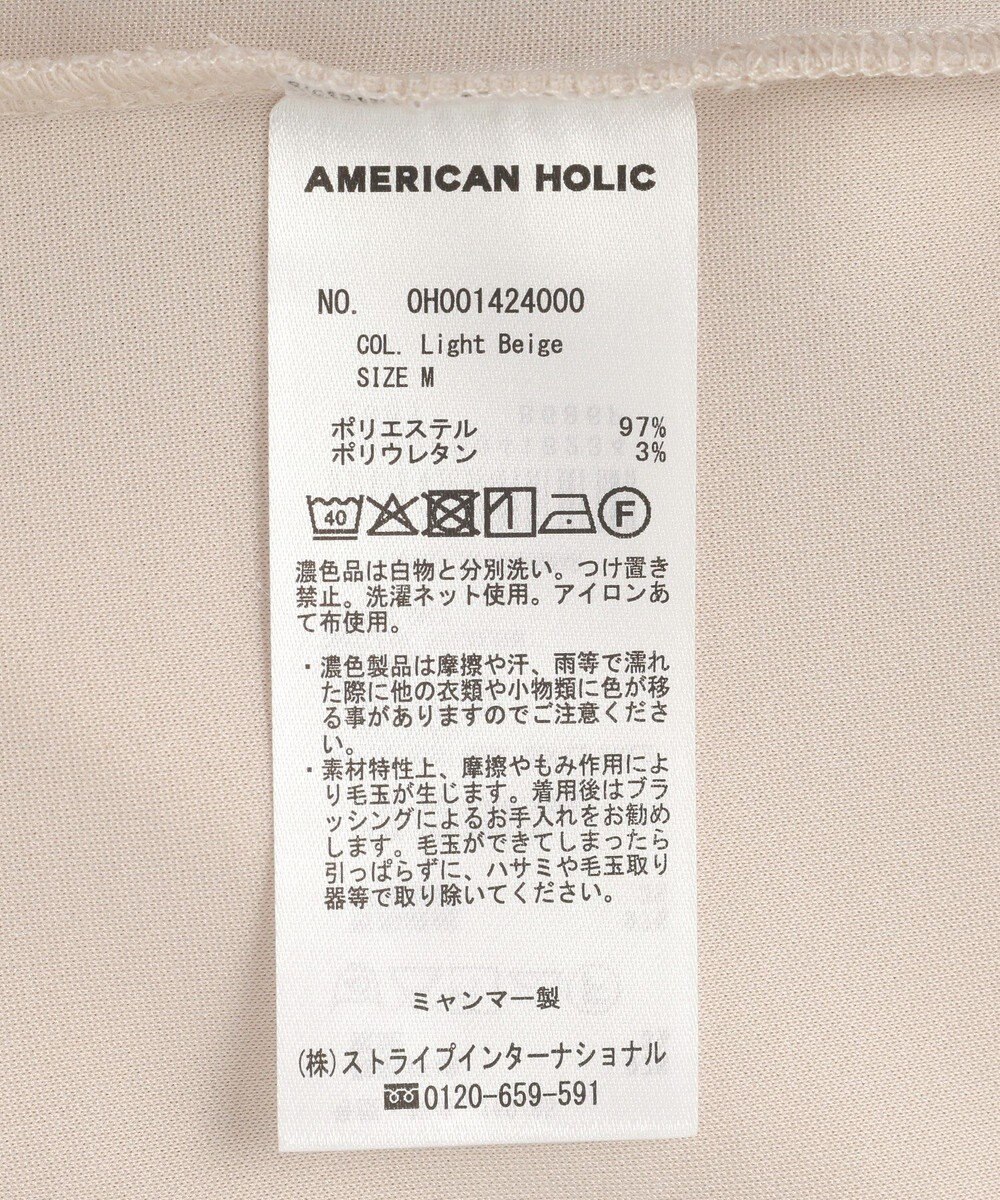 AMERICAN HOLIC
NO. 0H001424000
COL. Light Beige
SIZE M
ポリエステル 97%
ポリウレタン 3%
40 F
濃色品は白物と分別洗い。つけ置き
禁止。洗濯ネット使用。アイロンあ
て布使用。
・濃色製品は摩擦や汗、雨等で濡れ
た際に他の衣類や小物類に色が移
る事がありますのでご注意くださ
い。
・素材特性上、摩擦やもみ作用によ
り毛玉が生じます。着用後はブラ
ッシングによるお手入れをお勧め
します。毛玉ができてしまったら
引っぱらずに、ハサミや毛玉取り
器等で取り除いてください。
ミャンマー製
(株)ストライプインターナショナル
0120-659-591